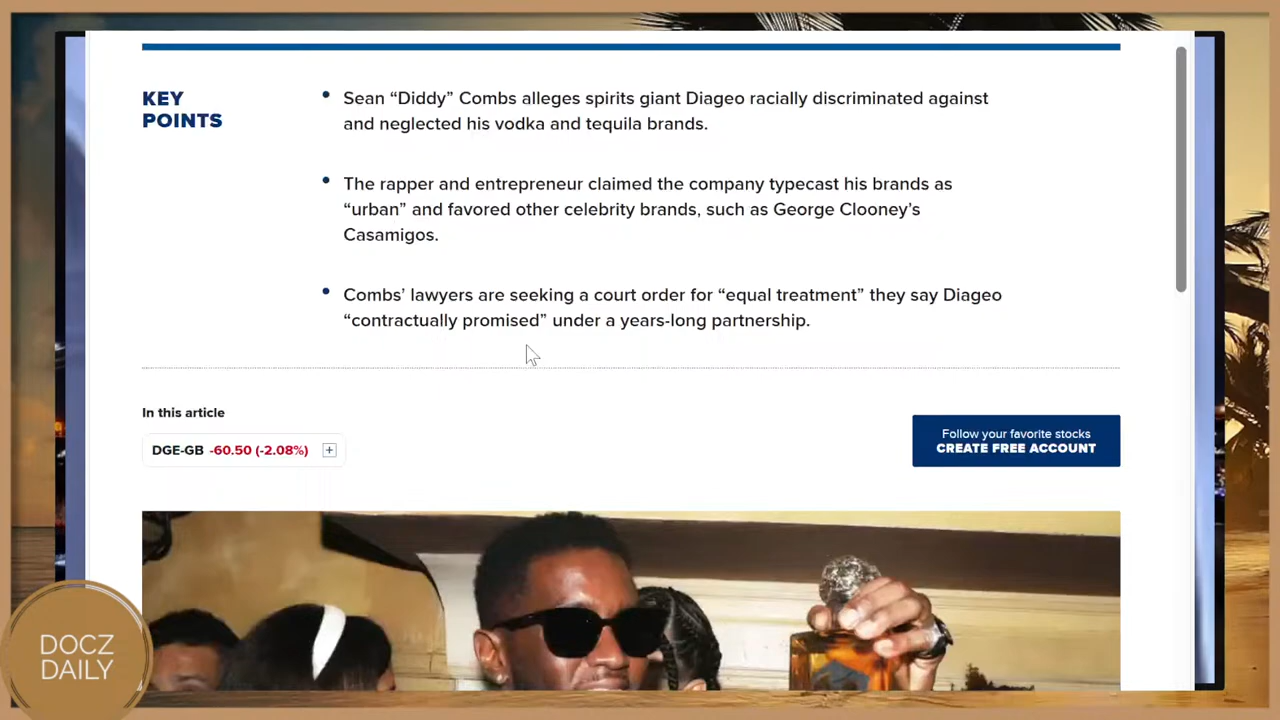 KEY
POINTS
Sean “Diddy” Combs alleges spirits giant Diageo racially discriminated against
and neglected his vodka and tequila brands.
The rapper and entrepreneur claimed the company typecast his brands as
“urban” and favored other celebrity brands, such as George Clooney’s
Casamigos.
Combs’ lawyers are seeking a court order for “equal treatment” they say Diageo
“contractually promised” under a years-long partnership.
In this article
DGE-GB -60.50 (-2.08%) +
Follow your favorite stocks
CREATE FREE ACCOUNT
DOCZ
DAILY